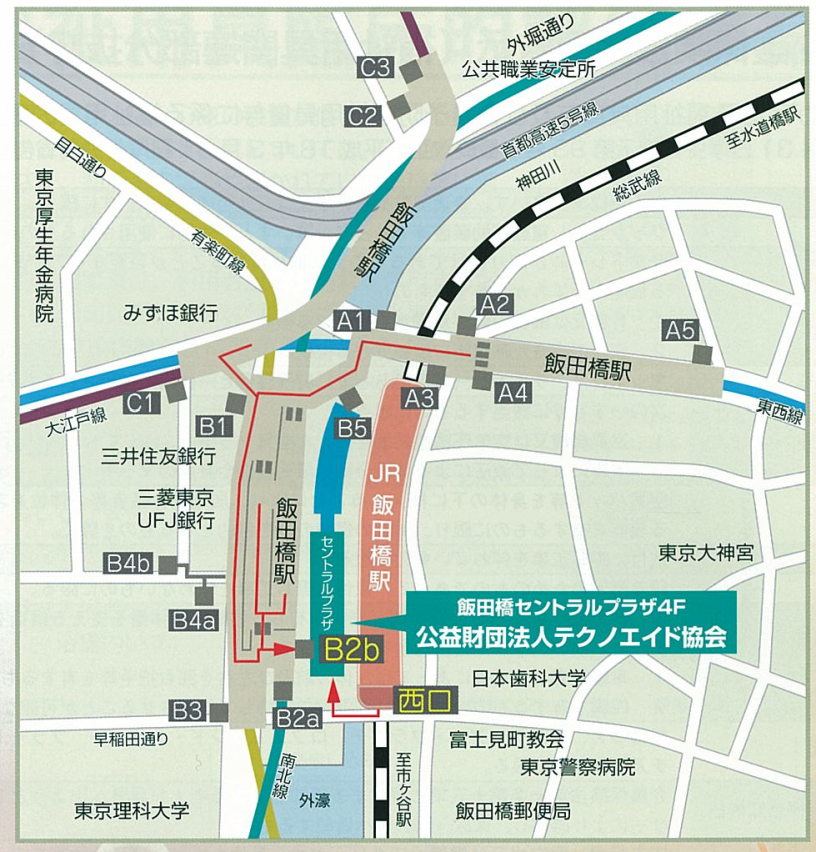 外堀通り
C3
公共職業安定所
C2
首都高速5号線
至水道橋駅
目白通り
神田川
総武線
東京厚生年金病院
飯田橋駅
有楽町線
みずほ銀行
A1
A2
A5
飯田橋駅
C1
A3
A4
東西線
大江戸線
B1
B5
三井住友銀行
JR
飯田橋駅
三菱東京
UFJ銀行
飯田橋駅
セントラルプラザ
東京大神宮
B4b
B4a
飯田橋セントラルプラザ4F
公益財団法人テクノエイド協会
B2b
日本歯科大学
西口
B3
B2a
早稲田通り
富士見町教会
南北線
至市ケ谷駅
東京警察病院
外濠
東京理科大学
飯田橋郵便局